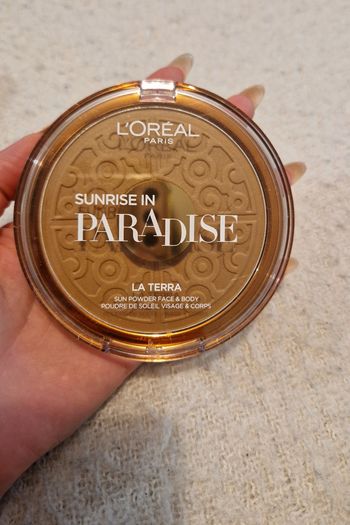 L'ORÉAL
PARIS
SUNRISE IN
PARADISE
LA TERRA
SUN POWDER FACE & BODY
POUDRE DE SOLEIL VISAGE & CORPS